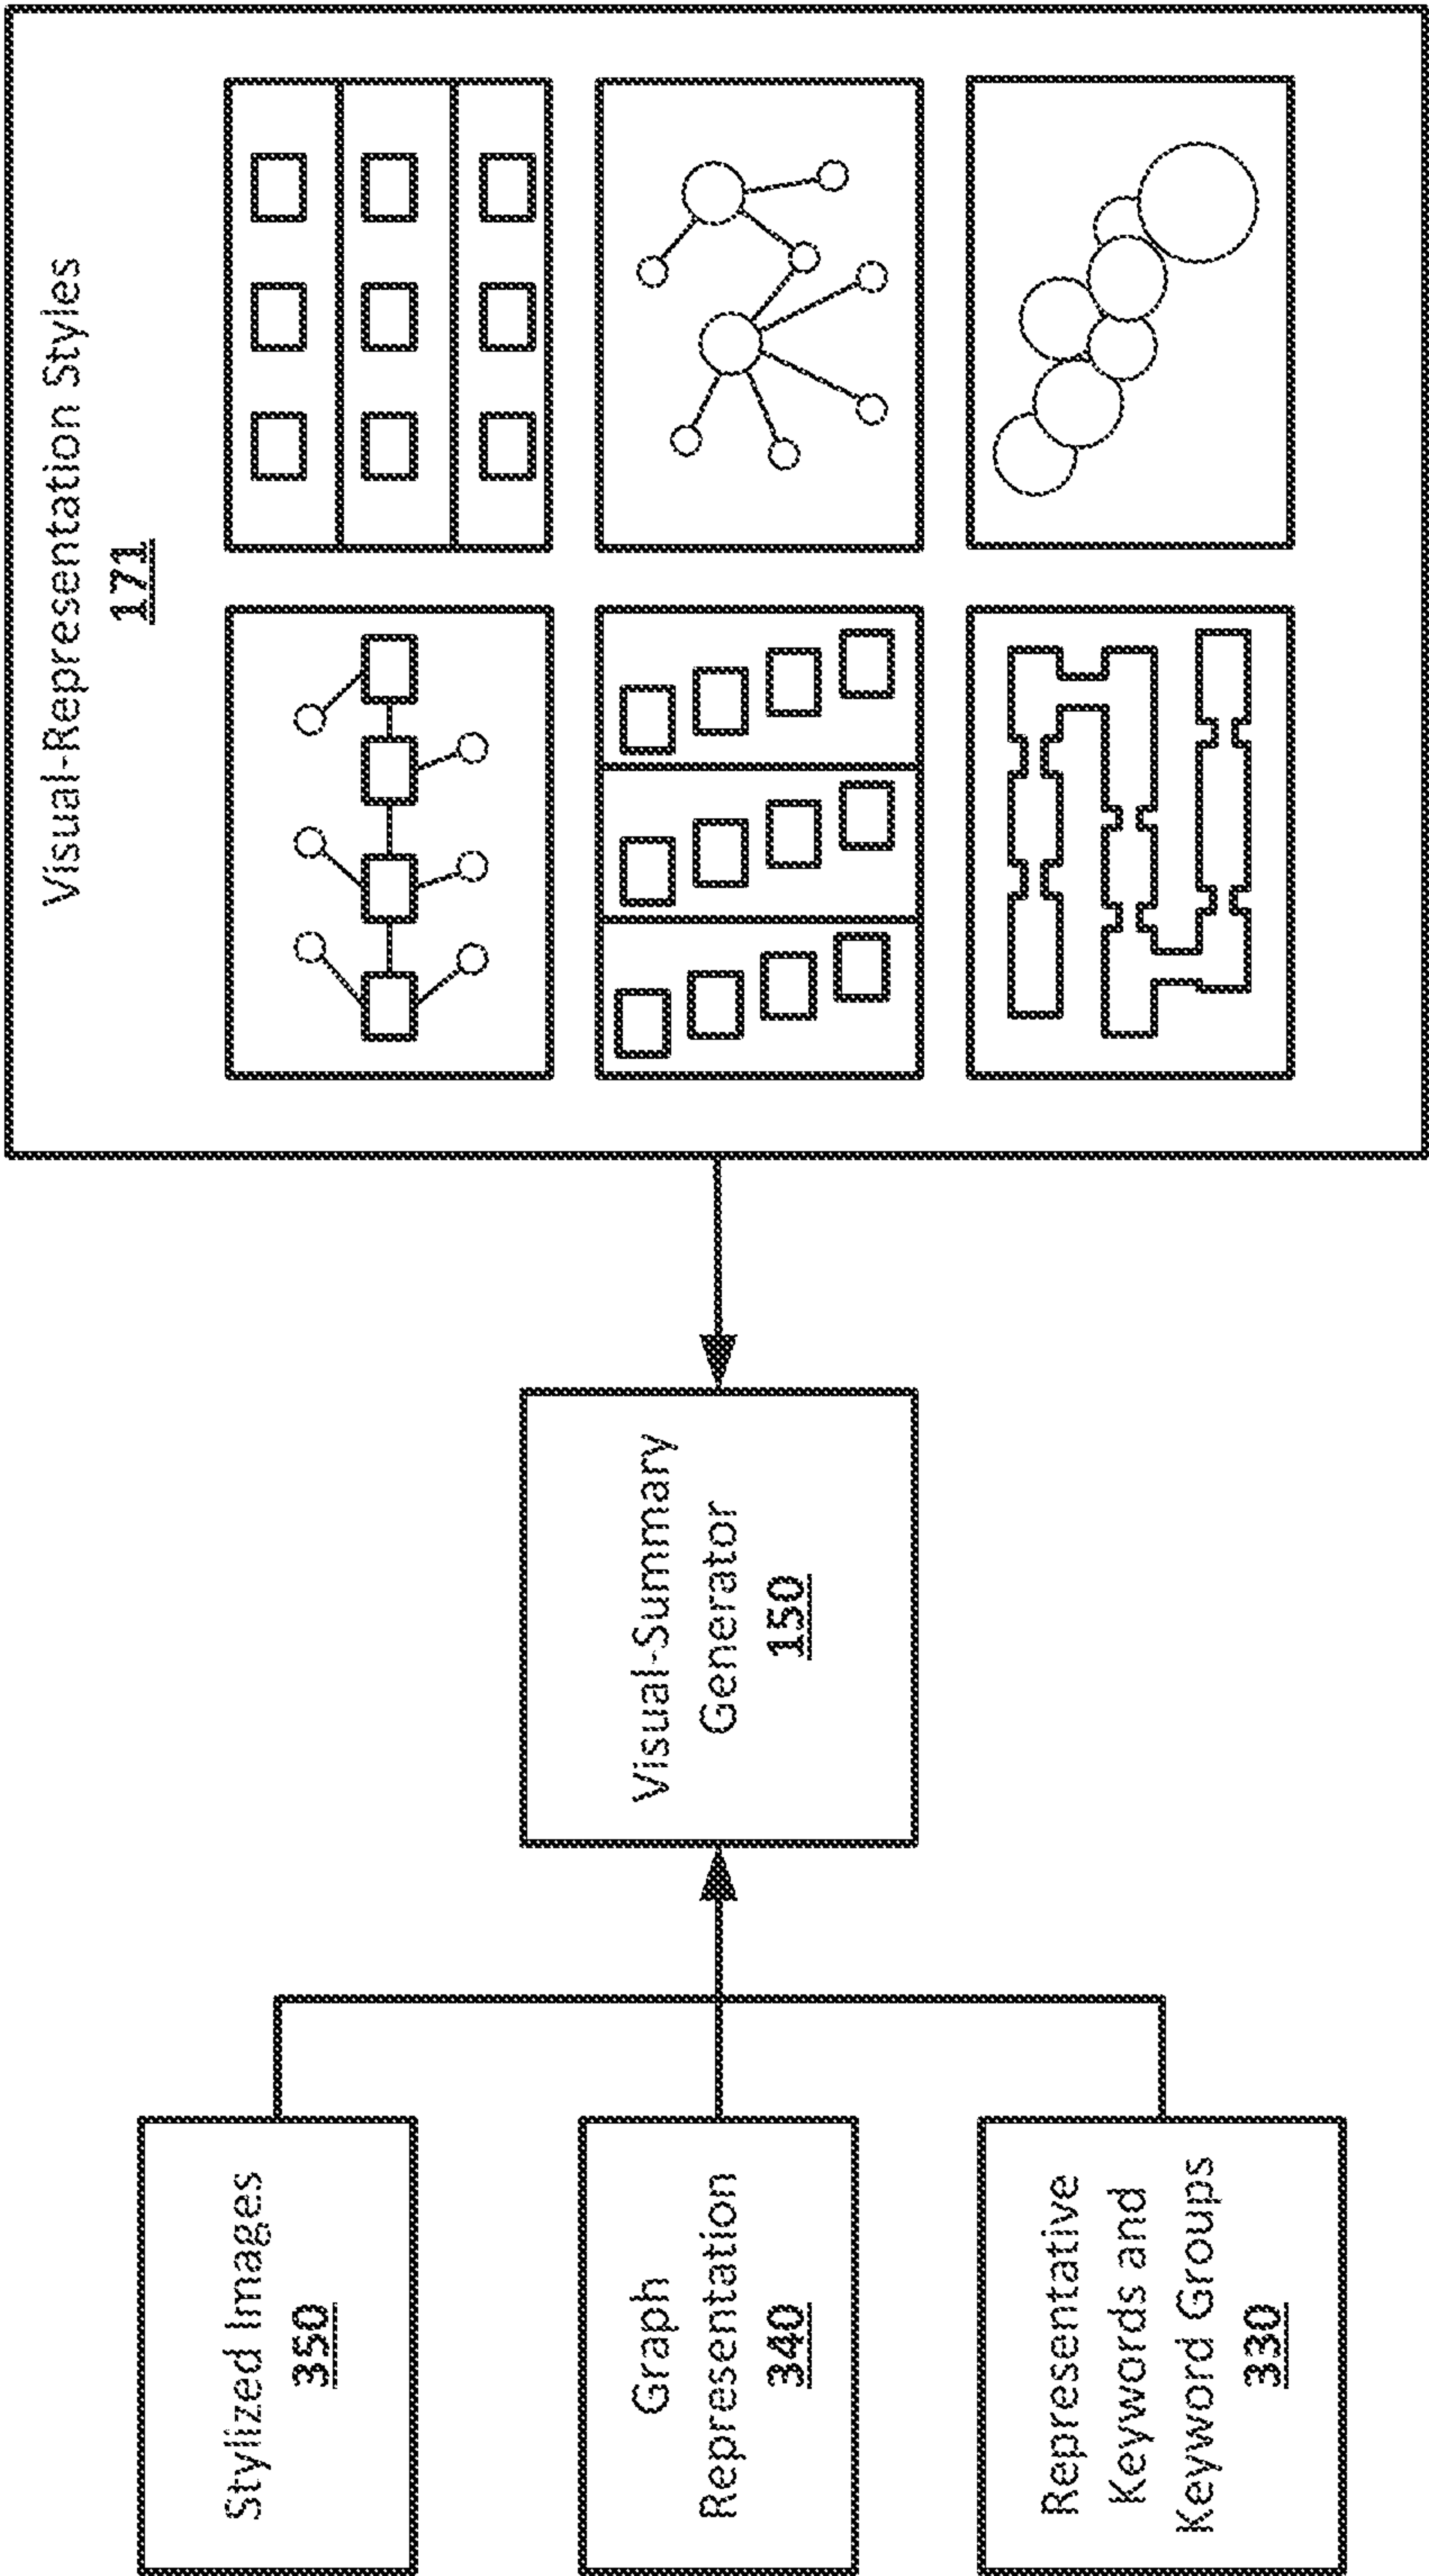 Stylized Images
350
Graph
Representation
340
Representative
Keywords and
Keyword Groups
330
Visual-Summary
Generator
150
Visual-Representation Styles
171